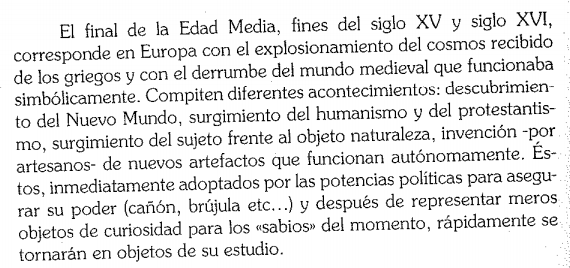 El final de la Edad Media, fines del siglo XV y siglo XVI,
corresponde en Europa con el explosionamiento del cosmos recibido
de los griegos y con el derrumbe del mundo medieval que funcionaba
simbólicamente. Compiten diferentes acontecimientos: descubrimien-
to del Nuevo Mundo, surgimiento del humanismo y del protestantis-
mo, surgimiento del sujeto frente al objeto naturaleza, invención -por
artesanos- de nuevos artefactos que funcionan autónomamente. És-
tos, inmediatamente adoptados por las potencias políticas para asegu-
rar su poder (cañón, brújula etc...) y después de representar meros
objetos de curiosidad para los «sabios» del momento, rápidamente se
tornarán en objetos de su estudio.